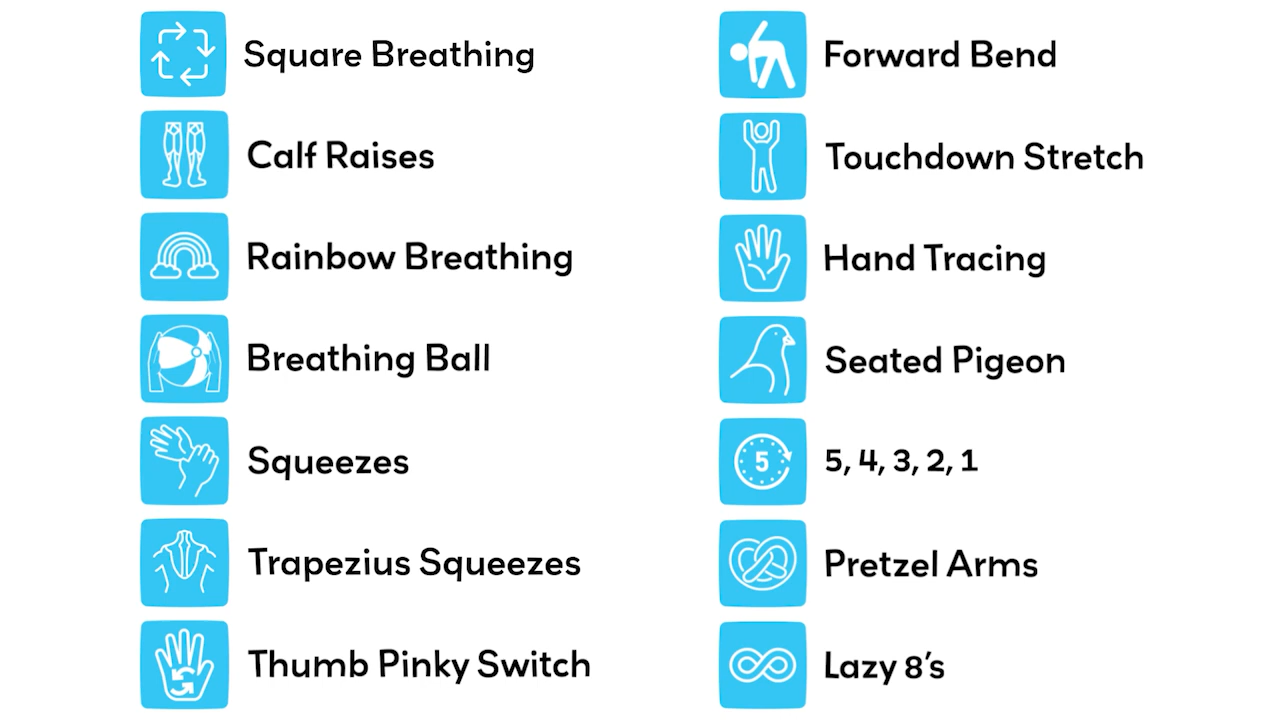 Square Breathing
Calf Raises
Rainbow Breathing
Breathing Ball
Squeezes
Trapezius Squeezes
Thumb Pinky Switch
Forward Bend
Touchdown Stretch
Hand Tracing
Seated Pigeon
5
5, 4, 3, 2, 1
Pretzel Arms
Lazy 8's